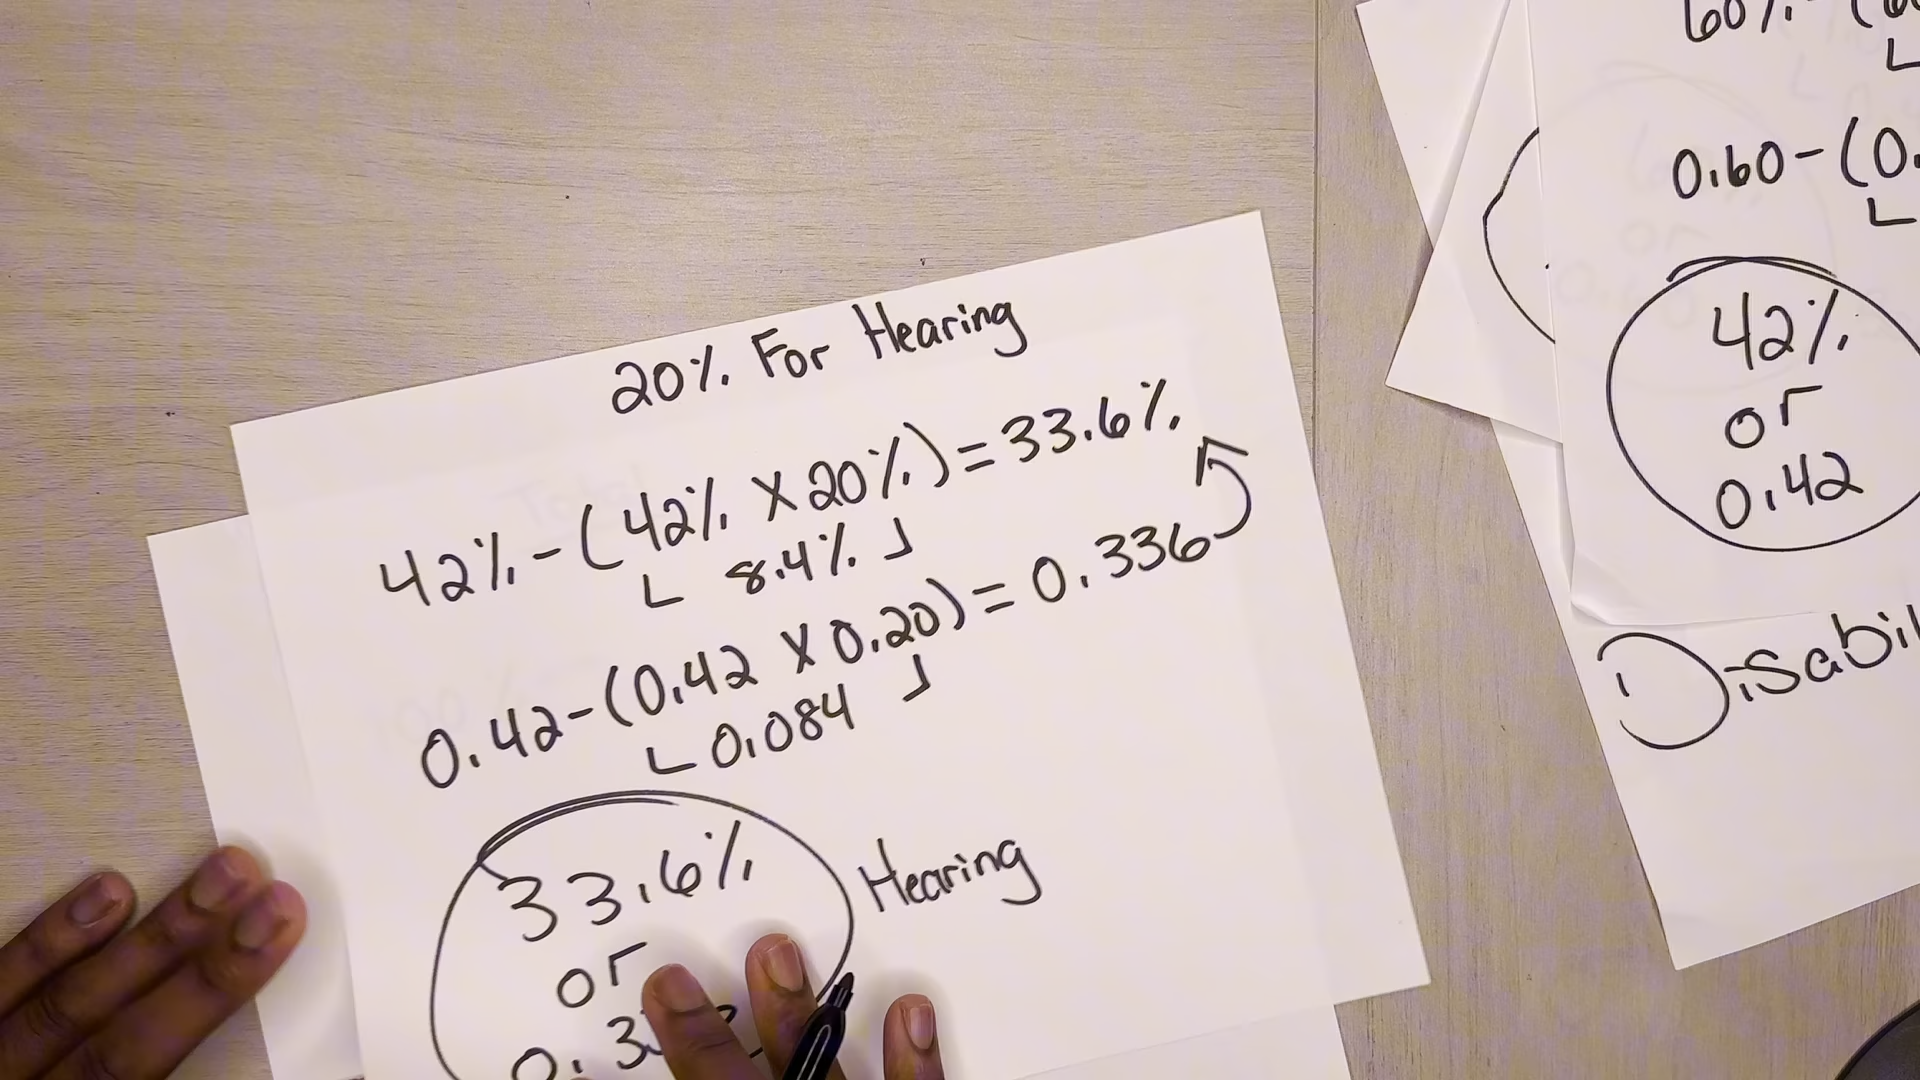 20% For Hearing
42% - (42% X 20%) = 33.6%
8.4%
0.42 - (0.42 X 0.20) = 0.336
0.084
33.6%
or
Hearing
60% - (
0.60 - (0.
42%
or
0.42